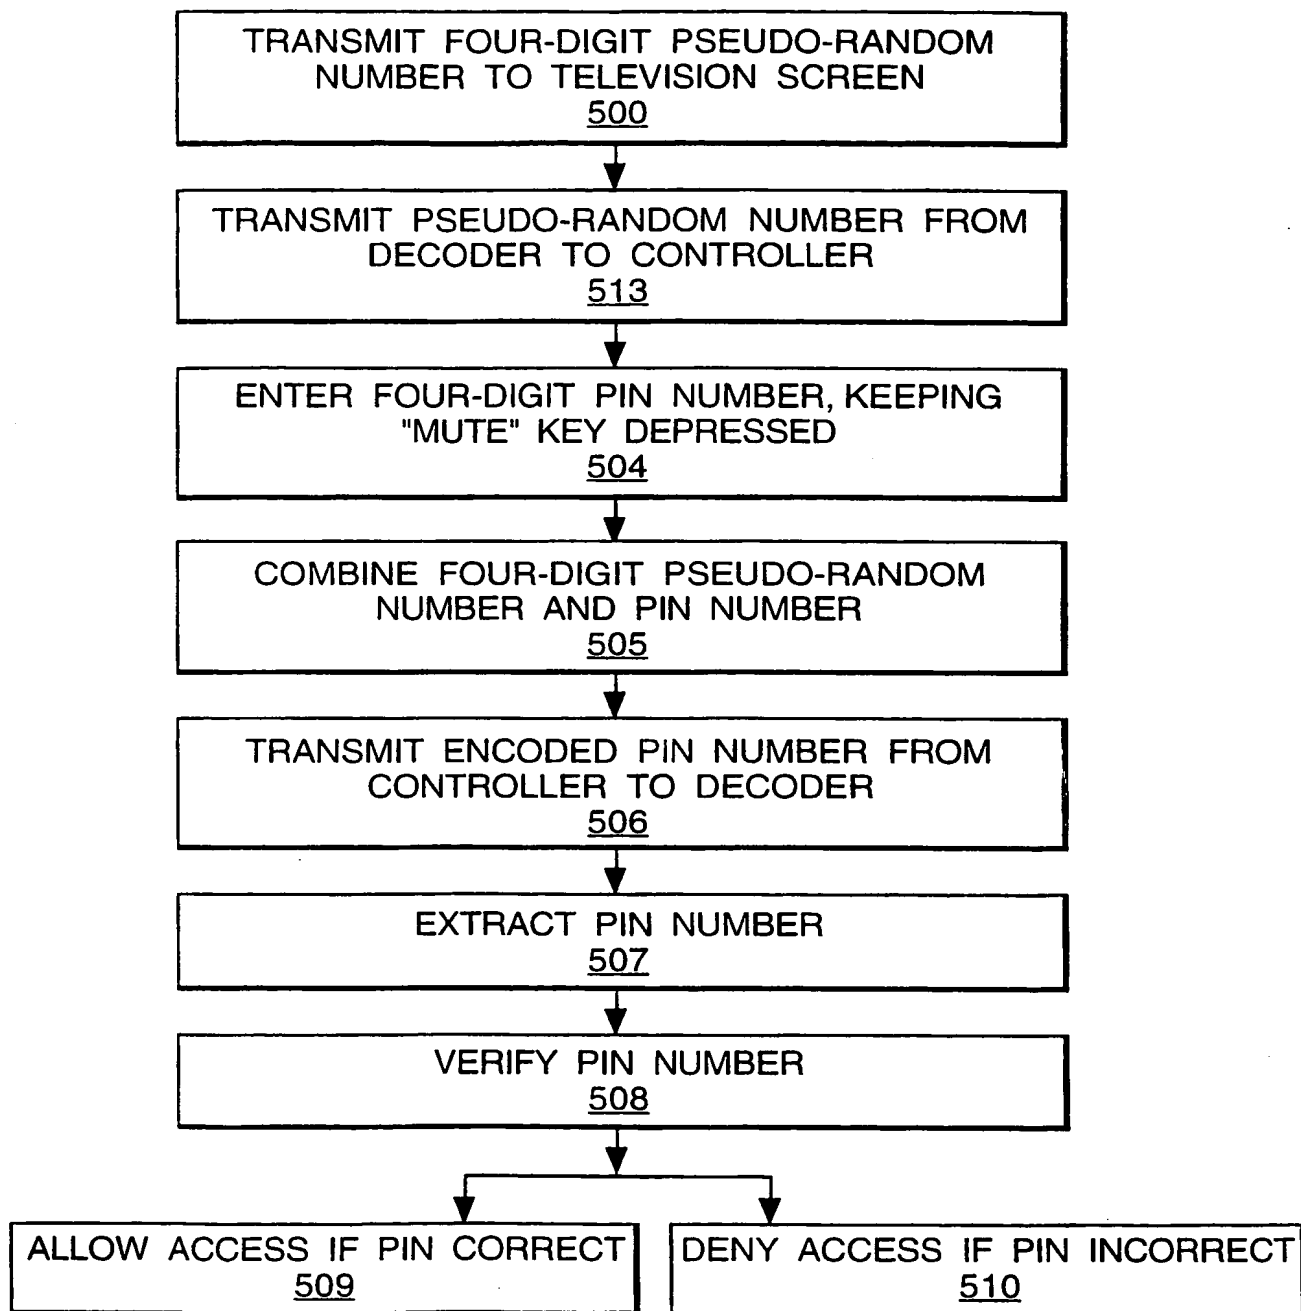 TRANSMIT FOUR-DIGIT PSEUDO-RANDOM
NUMBER TO TELEVISION SCREEN
500
TRANSMIT PSEUDO-RANDOM NUMBER FROM
DECODER TO CONTROLLER
513
ENTER FOUR-DIGIT PIN NUMBER, KEEPING
"MUTE" KEY DEPRESSED
504
COMBINE FOUR-DIGIT PSEUDO-RANDOM
NUMBER AND PIN NUMBER
505
TRANSMIT ENCODED PIN NUMBER FROM
CONTROLLER TO DECODER
506
EXTRACT PIN NUMBER
507
VERIFY PIN NUMBER
508
ALLOW ACCESS IF PIN CORRECT
509
DENY ACCESS IF PIN INCORRECT
510